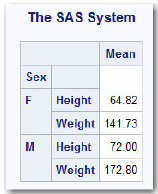 The SAS System
Mean
Sex
F Height 64.82
Weight 141.73
M Height 72.00
Weight 172.80